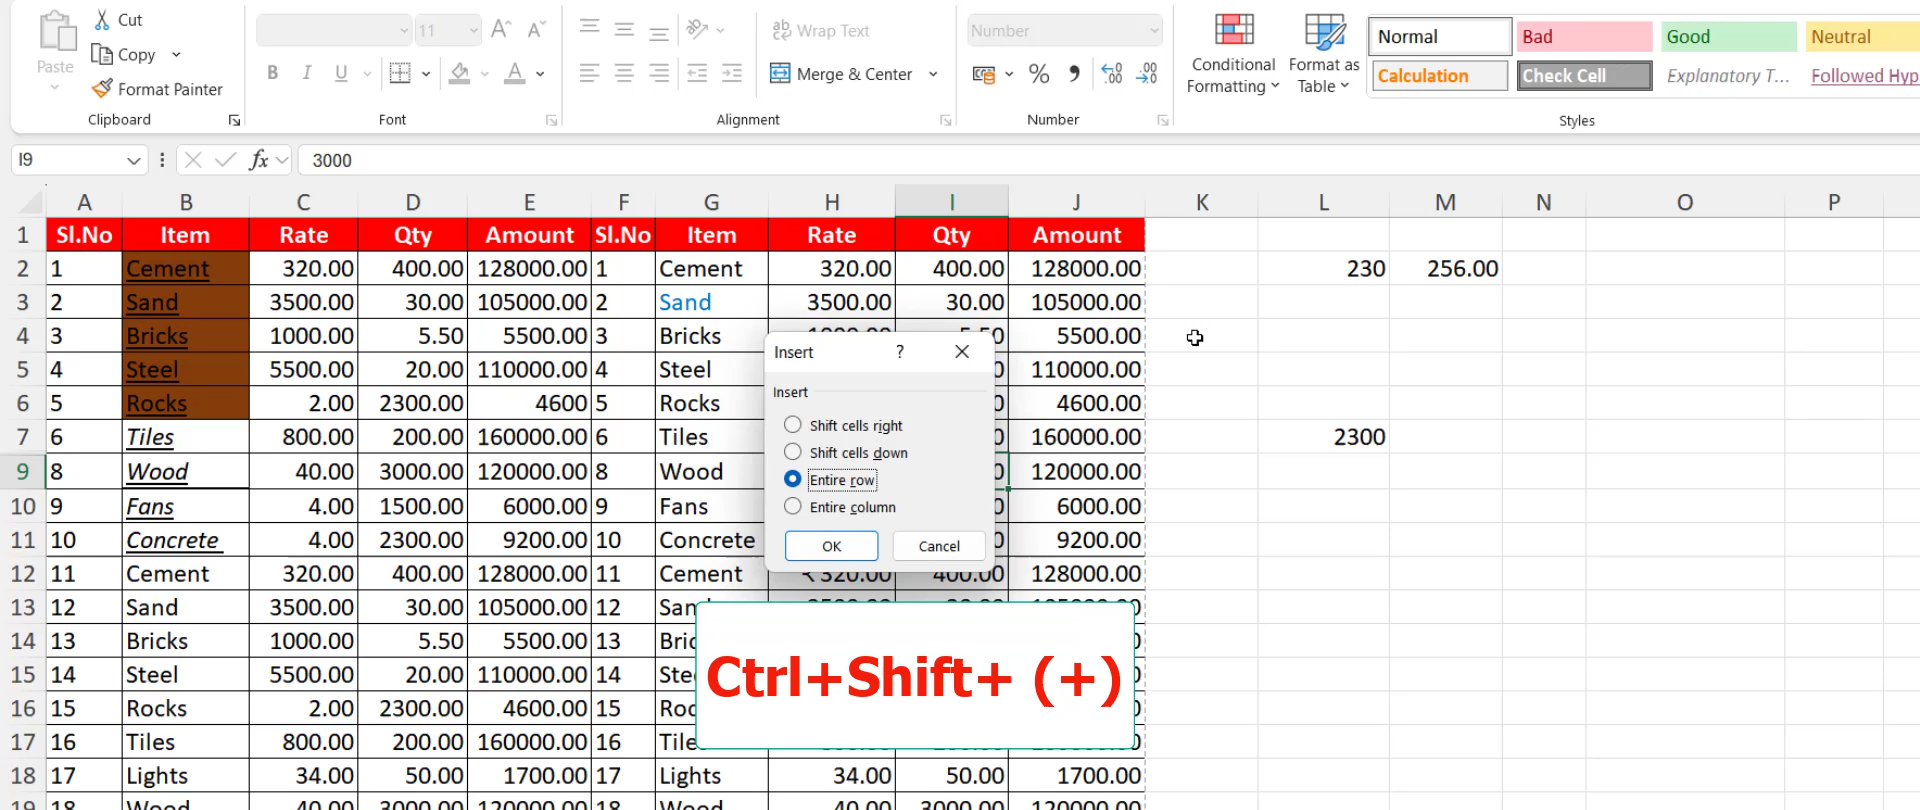 Cut
Copy
Paste
Format Painter
Clipboard
11
B I U A
Font
Wrap Text
Merge & Center
Alignment
Number
% 
Number
Conditional Formatting
Format as Table
Normal Bad Good Neutral
Calculation Check Cell Explanatory T... Followed Hyp
Styles
I9 fx 3000
A B C D E F G H I J K L M N O P
1 Sl.No Item Rate Qty Amount Sl.No Item Rate Qty Amount
2 1 Cement 320.00 400.00 128000.00 1 Cement 320.00 400.00 128000.00 230 256.00
3 2 Sand 3500.00 30.00 105000.00 2 Sand 3500.00 30.00 105000.00
4 3 Bricks 1000.00 5.50 5500.00 3 Bricks 1000.00 5.50 5500.00
5 4 Steel 5500.00 20.00 110000.00 4 Steel 0 110000.00
6 5 Rocks 2.00 2300.00 4600 5 Rocks 0 4600.00
7 6 Tiles 800.00 200.00 160000.00 6 Tiles 0 160000.00 2300
9 8 Wood 40.00 3000.00 120000.00 8 Wood 0 120000.00
10 9 Fans 4.00 1500.00 6000.00 9 Fans 0 6000.00
11 10 Concrete 4.00 2300.00 9200.00 10 Concrete 0 9200.00
12 11 Cement 320.00 400.00 128000.00 11 Cement 320.00 400.00 128000.00
13 12 Sand 3500.00 30.00 105000.00 12 San
14 13 Bricks 1000.00 5.50 5500.00 13 Bric
15 14 Steel 5500.00 20.00 110000.00 14 Stee
16 15 Rocks 2.00 2300.00 4600.00 15 Roc
17 16 Tiles 800.00 200.00 160000.00 16 Tile
18 17 Lights 34.00 50.00 1700.00 17 Lights 34.00 50.00 1700.00
19 18 Wood 40.00 3000.00 120000.00 18 Wood 40.00 3000.00 120000.00
Insert ?
Insert
Shift cells right
Shift cells down
Entire row
Entire column
OK Cancel
Ctrl+Shift+ (+)